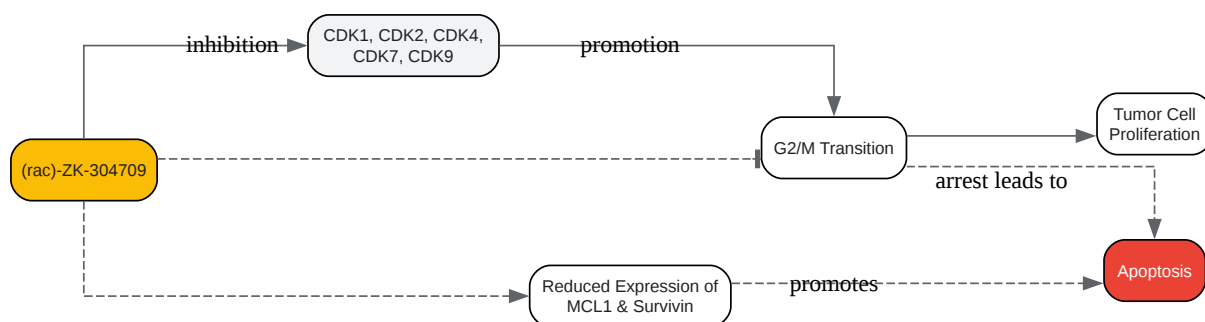 inhibition
CDK1, CDK2, CDK4,
CDK7, CDK9
promotion
(rac)-ZK-304709
G2/M Transition
Tumor Cell
Proliferation
arrest leads to
Reduced Expression of
MCL1 & Survivin
promotes
Apoptosis